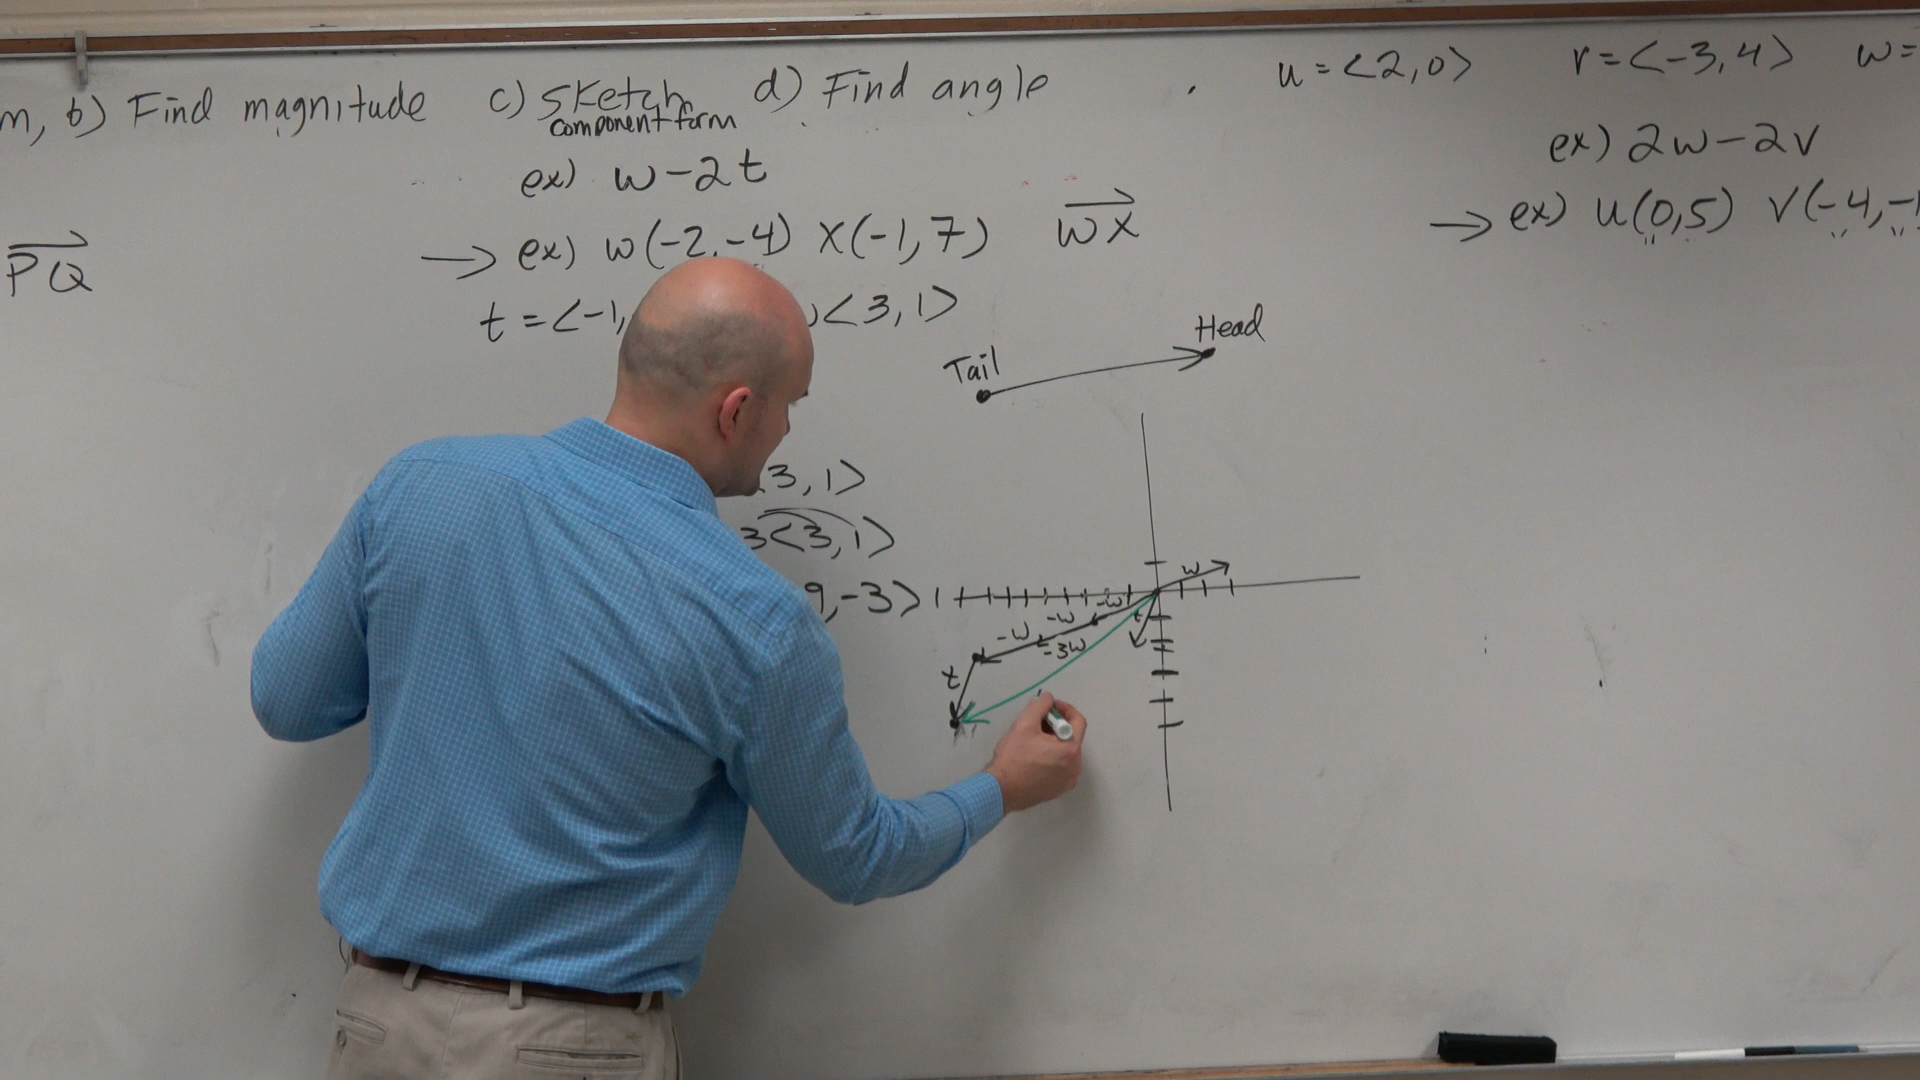 m, b) Find magnitude c) Sketch d) Find angle
component form
u = <2,0> v = <-3,4> w =
ex) w-2t
ex) 2w-2v
→ ex) w(-2,-4) X(-1,7) WX
→ ex) u(0,5) V(-4,-1
PQ
t = <-1, <3,1>
Tail
Head
<3,1>
3<3,1>
9,-3>
w
-w
-w
-w
t
-3w
t